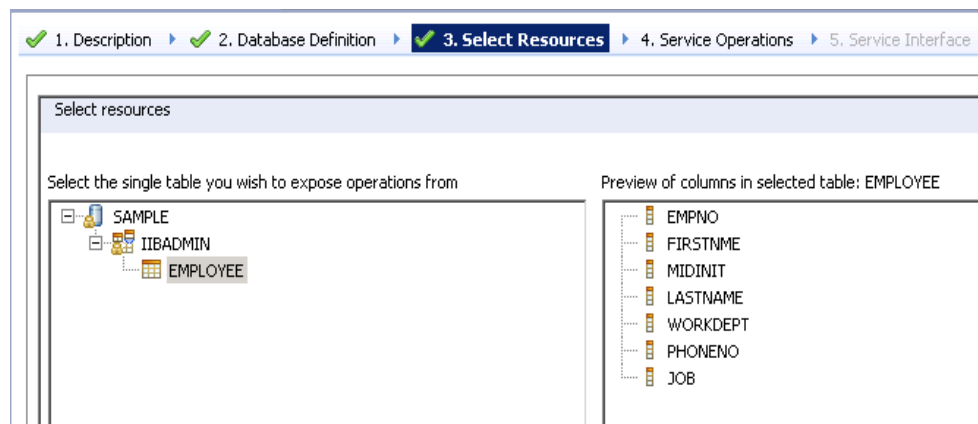 1. Description 2. Database Definition 3. Select Resources 4. Service Operations 5. Service Interface
Select resources
Select the single table you wish to expose operations from
SAMPLE
IIBADMIN
EMPLOYEE
Preview of columns in selected table: EMPLOYEE
EMPNO
FIRSTNME
MIDINIT
LASTNAME
WORKDEPT
PHONENO
JOB